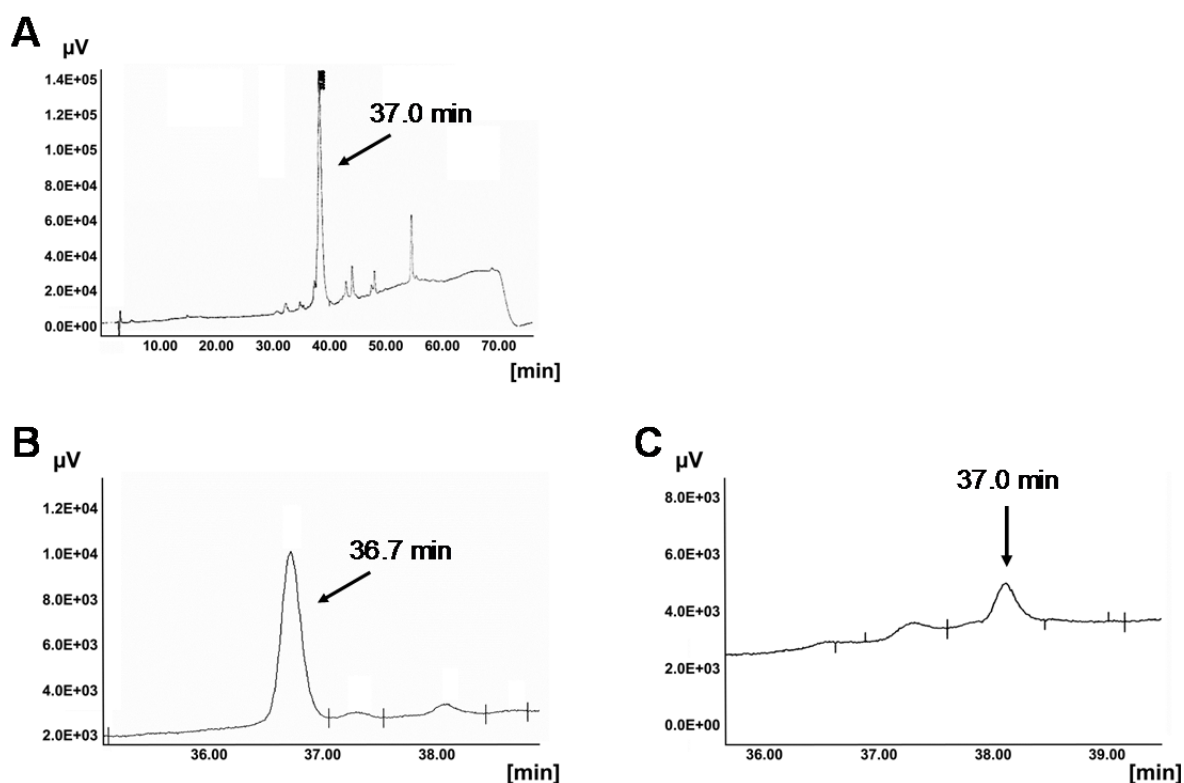 A
µV
1.4E+05
1.2E+05
1.0E+05
8.0E+04
6.0E+04
4.0E+04
2.0E+04
0.0E+00
37.0 min
10.00 20.00 30.00 40.00 50.00 60.00 70.00
[min]
B
µV
1.2E+04
1.0E+04
8.0E+03
6.0E+03
4.0E+03
2.0E+03
36.7 min
36.00 37.00 38.00
[min]
C
µV
8.0E+03
6.0E+03
4.0E+03
2.0E+03
0.0E+00
37.0 min
36.00 37.00 38.00 39.00
[min]